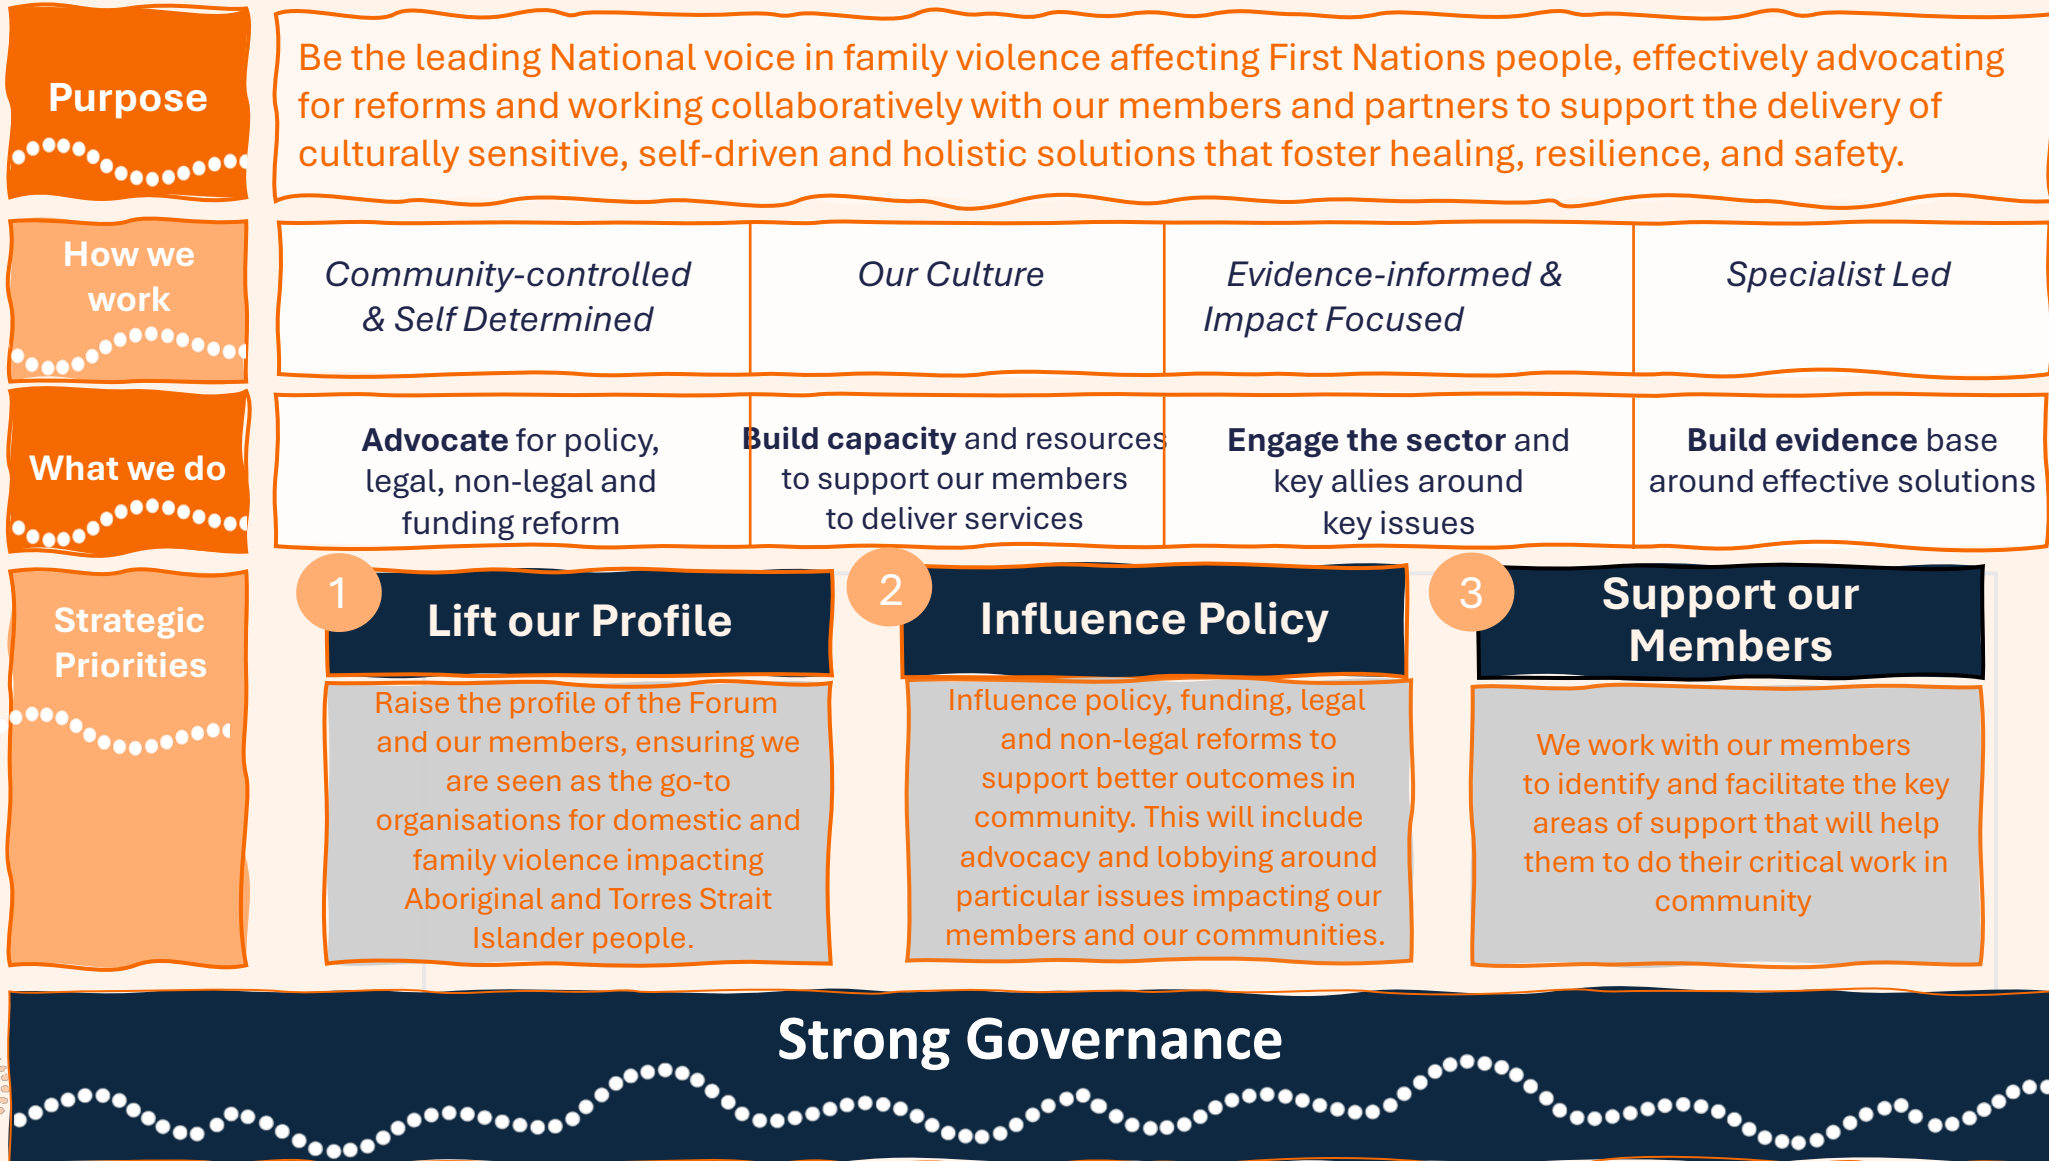 Purpose
Be the leading National voice in family violence affecting First Nations people, effectively advocating
for reforms and working collaboratively with our members and partners to support the delivery of
culturally sensitive, self-driven and holistic solutions that foster healing, resilience, and safety.
How we
work
Community-controlled
& Self Determined
Our Culture
Evidence-informed &
Impact Focused
Specialist Led
What we do
Advocate for policy,
legal, non-legal and
funding reform
Build capacity and resources
to support our members
to deliver services
Engage the sector and
key allies around
key issues
Build evidence base
around effective solutions
Strategic
Priorities
1
Lift our Profile
Raise the profile of the Forum
and our members, ensuring we
are seen as the go-to
organisations for domestic and
family violence impacting
Aboriginal and Torres Strait
Islander people.
2
Influence Policy
Influence policy, funding, legal
and non-legal reforms to
support better outcomes in
community. This will include
advocacy and lobbying around
particular issues impacting our
members and our communities.
3
Support our
Members
We work with our members
to identify and facilitate the key
areas of support that will help
them to do their critical work in
community
Strong Governance